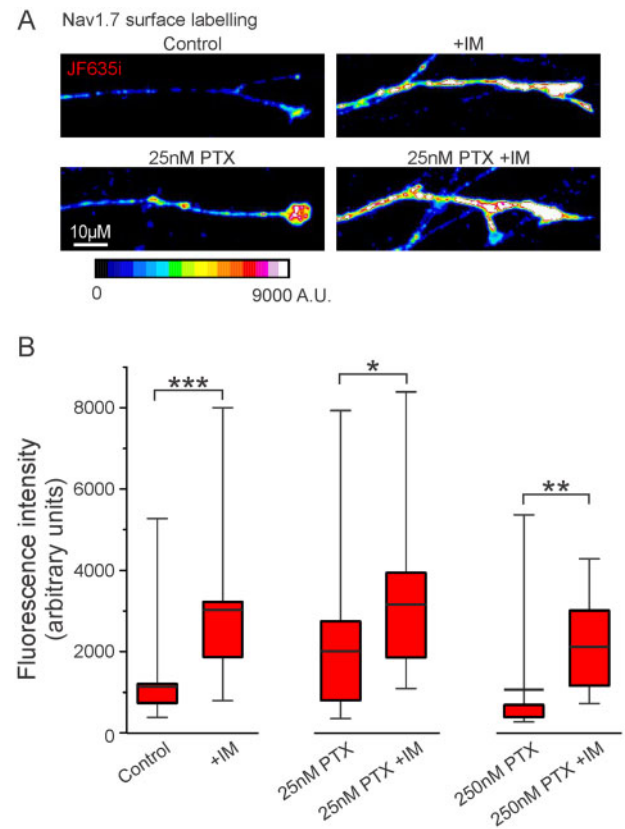 A Nav1.7 surface labelling
Control +IM
JF635i
25nM PTX 25nM PTX +IM
10µM
0 9000 A.U.
B
Fluorescence intensity
(arbitrary units)
8000
6000
4000
2000
0
***
*
**
Control +IM 25nM PTX 25nM PTX +IM 250nM PTX 250nM PTX +IM